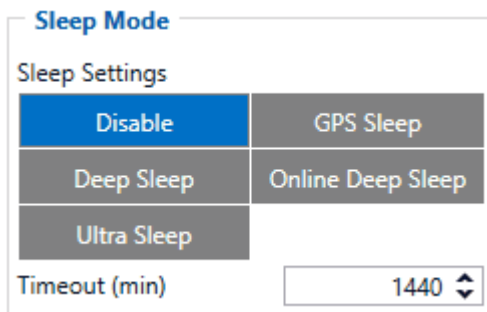 Sleep Mode
Sleep Settings
Disable GPS Sleep
Deep Sleep Online Deep Sleep
Ultra Sleep
Timeout (min) 1440